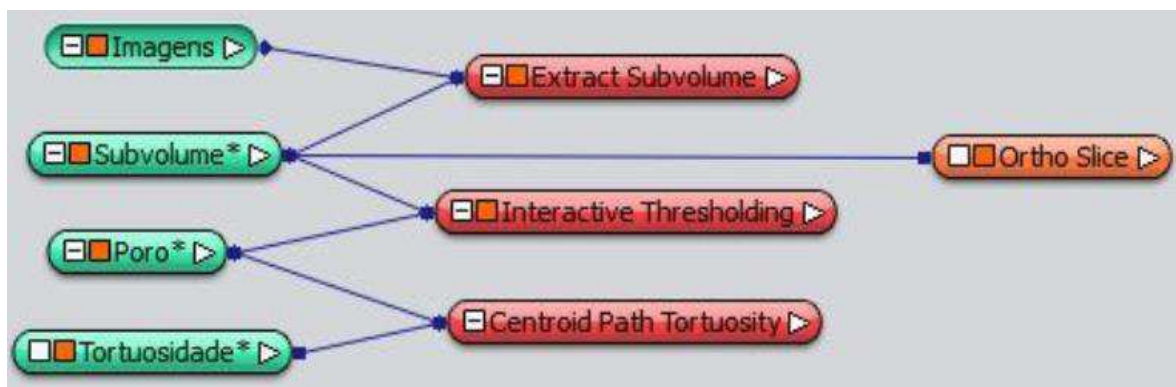 Imagens
Extract Subvolume
Subvolume*
Ortho Slice
Interactive Thresholding
Poro*
Centroid Path Tortuosity
Tortuosidade*